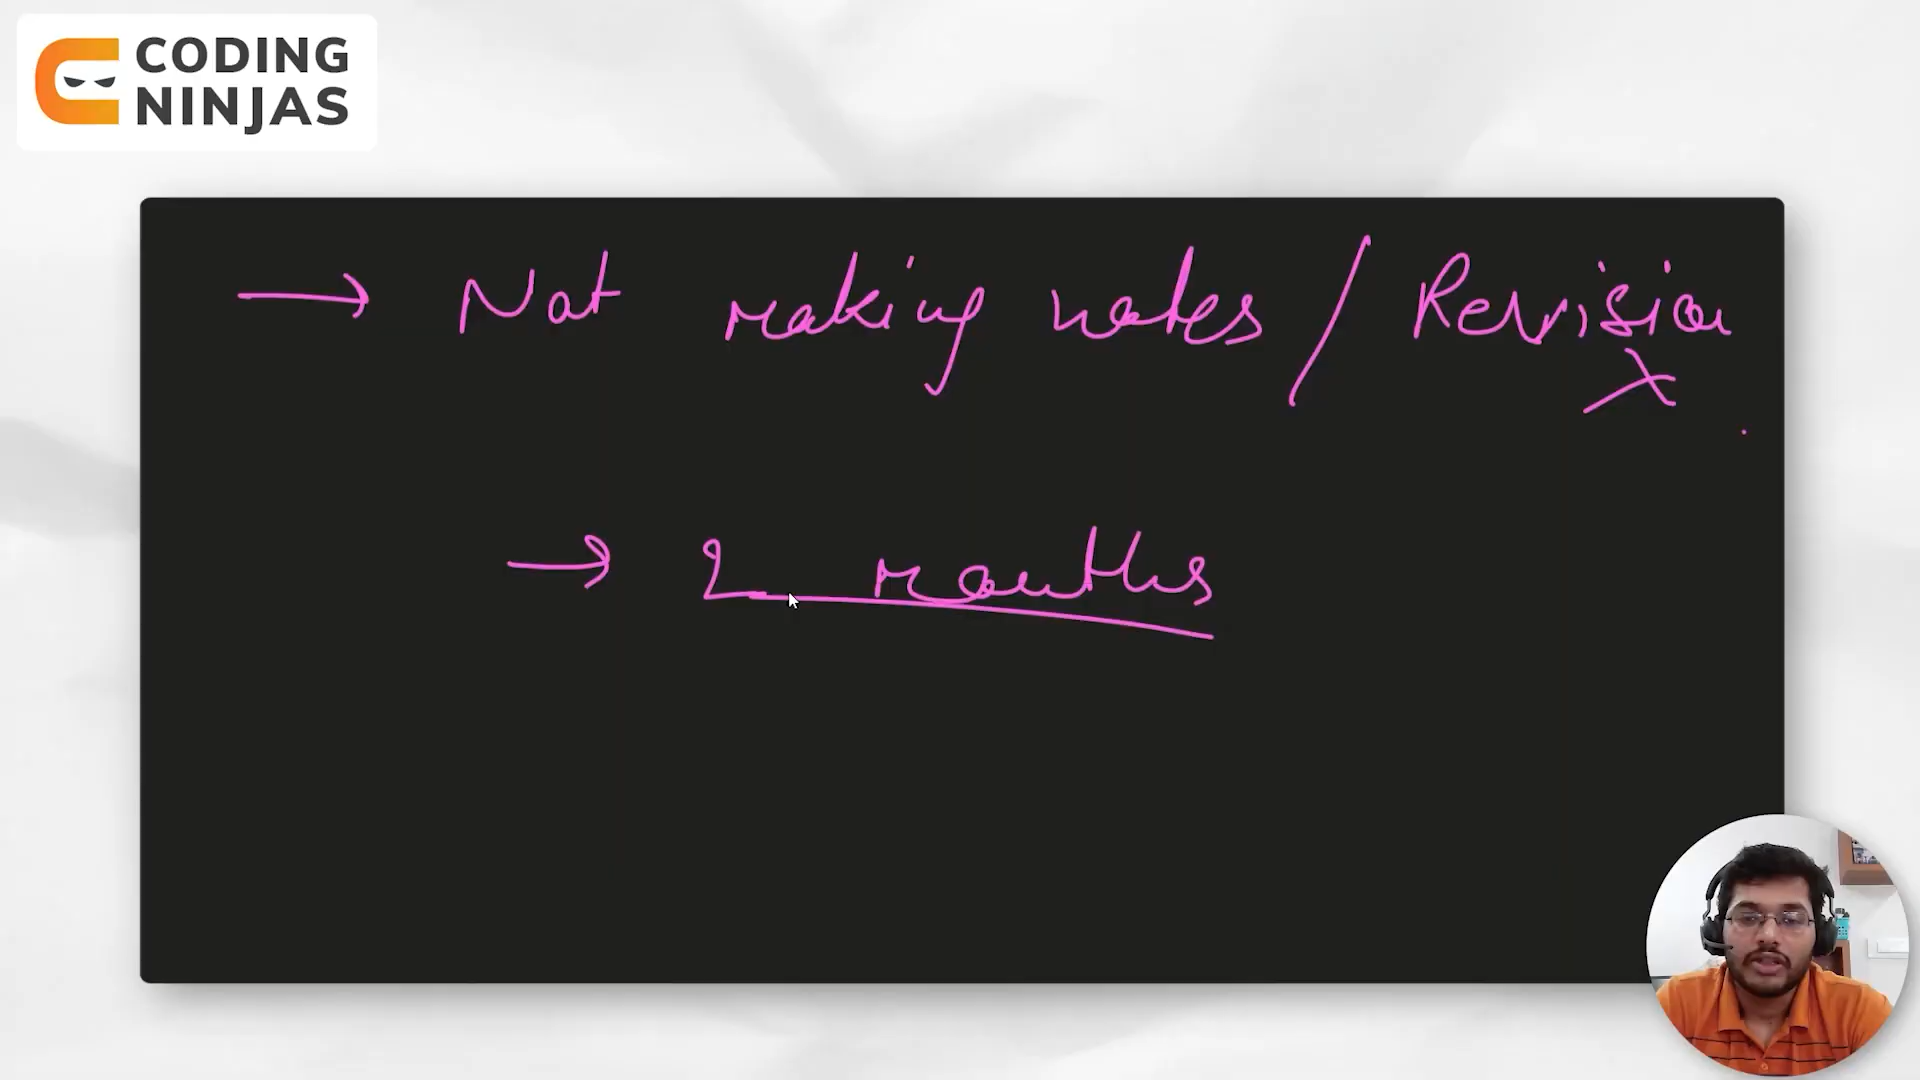 CODING
NINJAS
→ Not making notes / Revision
X
→ 2 months